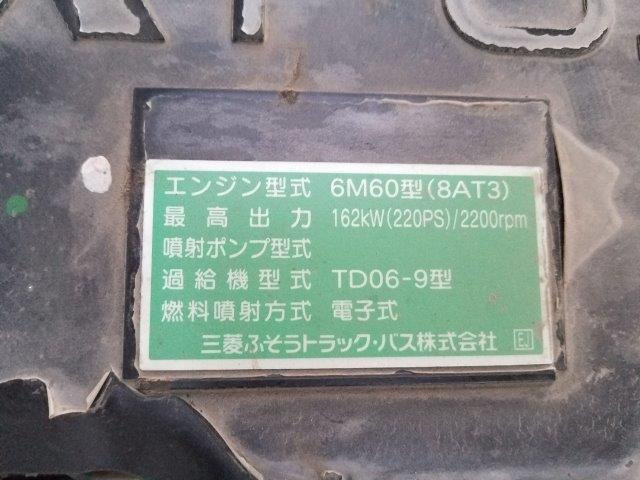 エンジン型式 6M60型(8AT3)
最高出力 162kW(220PS)/2200rpm
噴射ポンプ型式
過給機型式 TD06-9型
燃料噴射方式 電子式
三菱ふそうトラック・バス株式会社 EJ